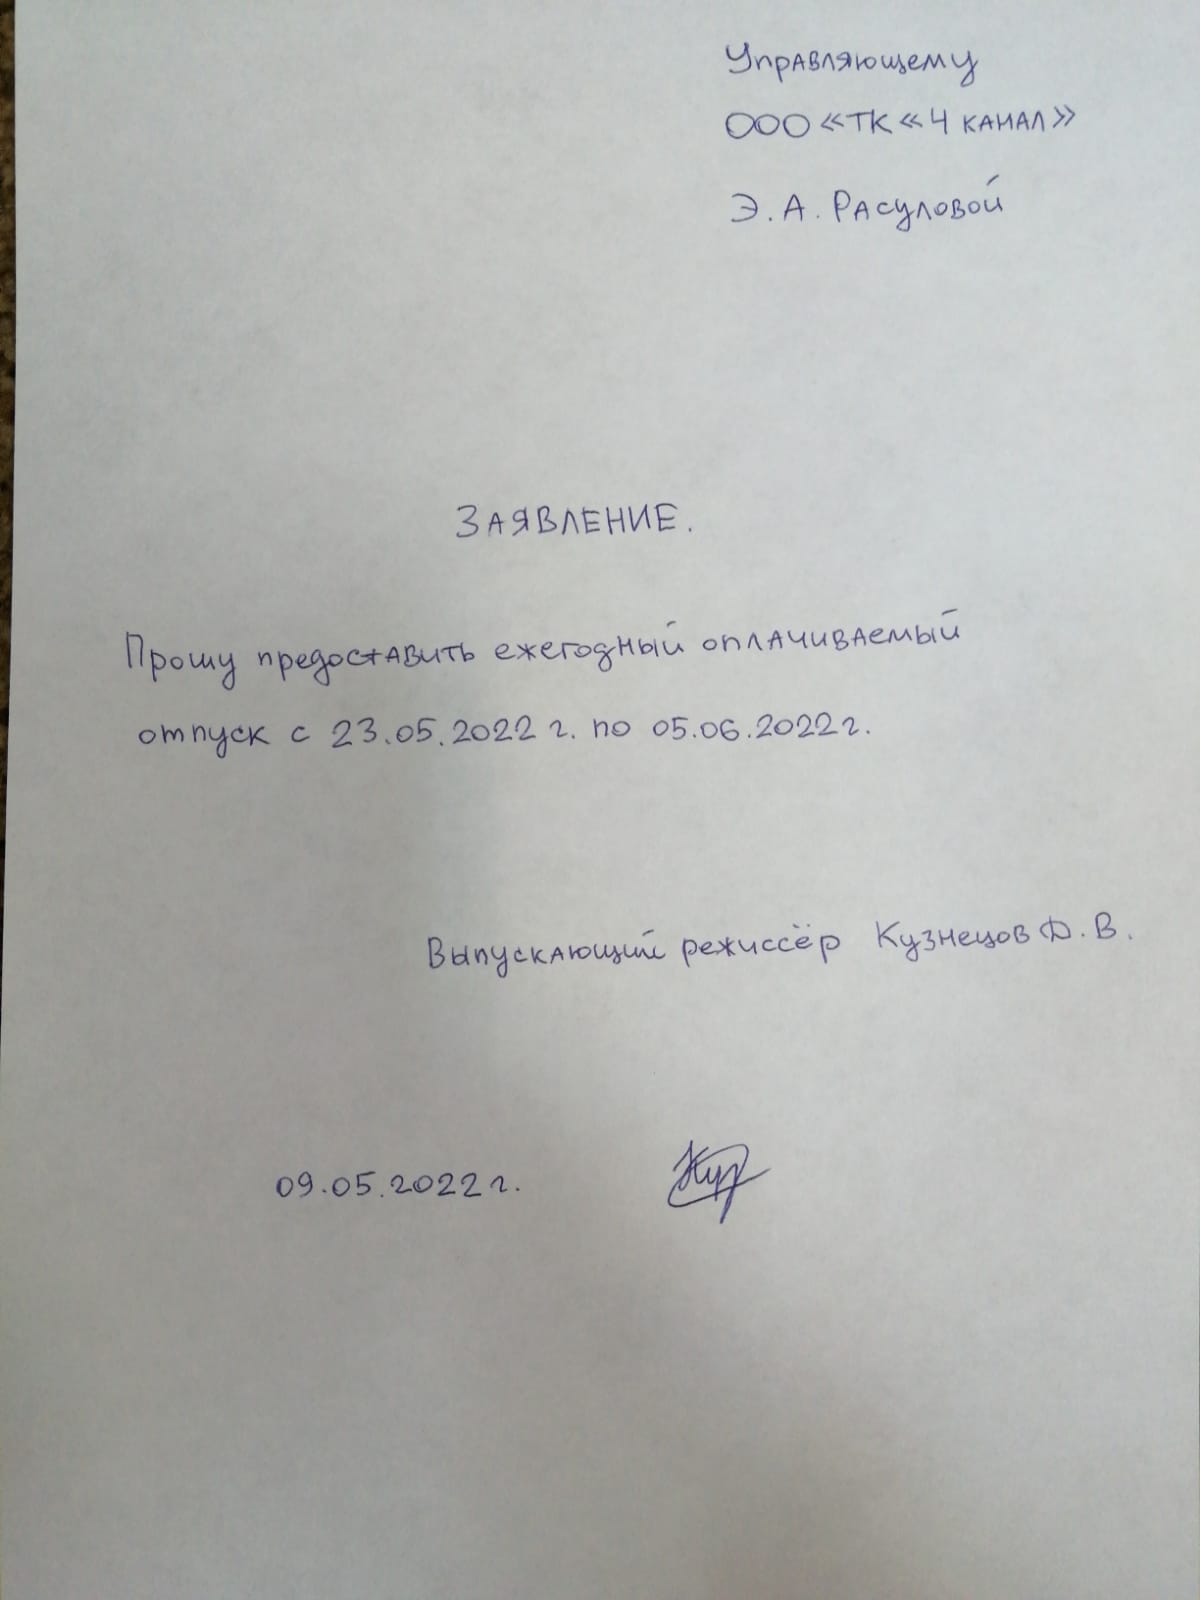 Управляющему
ООО «ТК «4 КАНАЛ»
Э.А. Расуловой
ЗАЯВЛЕНИЕ.
Прошу предоставить ежегодный оплачиваемый
отпуск с 23.05.2022 г. по 05.06.2022г.
Выпускающий режиссёр Кузнецов Д.В.
09.05.2022г.